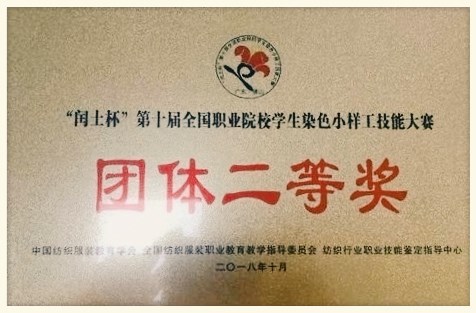 “闰土杯”第十届全国职业院校学生染色小样工技能大赛
团体二等奖
中国纺织服装教育学会 全国纺织服装职业教育教学指导委员会 纺织行业职业技能鉴定指导中心
二〇一八年十月